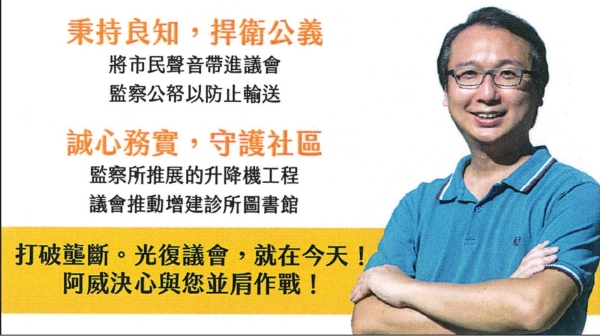 秉持良知，捍衛公義
將市民聲音帶進議會
監察公帑以防止輸送
誠心務實，守護社區
監察所推展的升降機工程
議會推動增建診所圖書館
打破壟斷。光復議會，就在今天！
阿威決心與您並肩作戰！